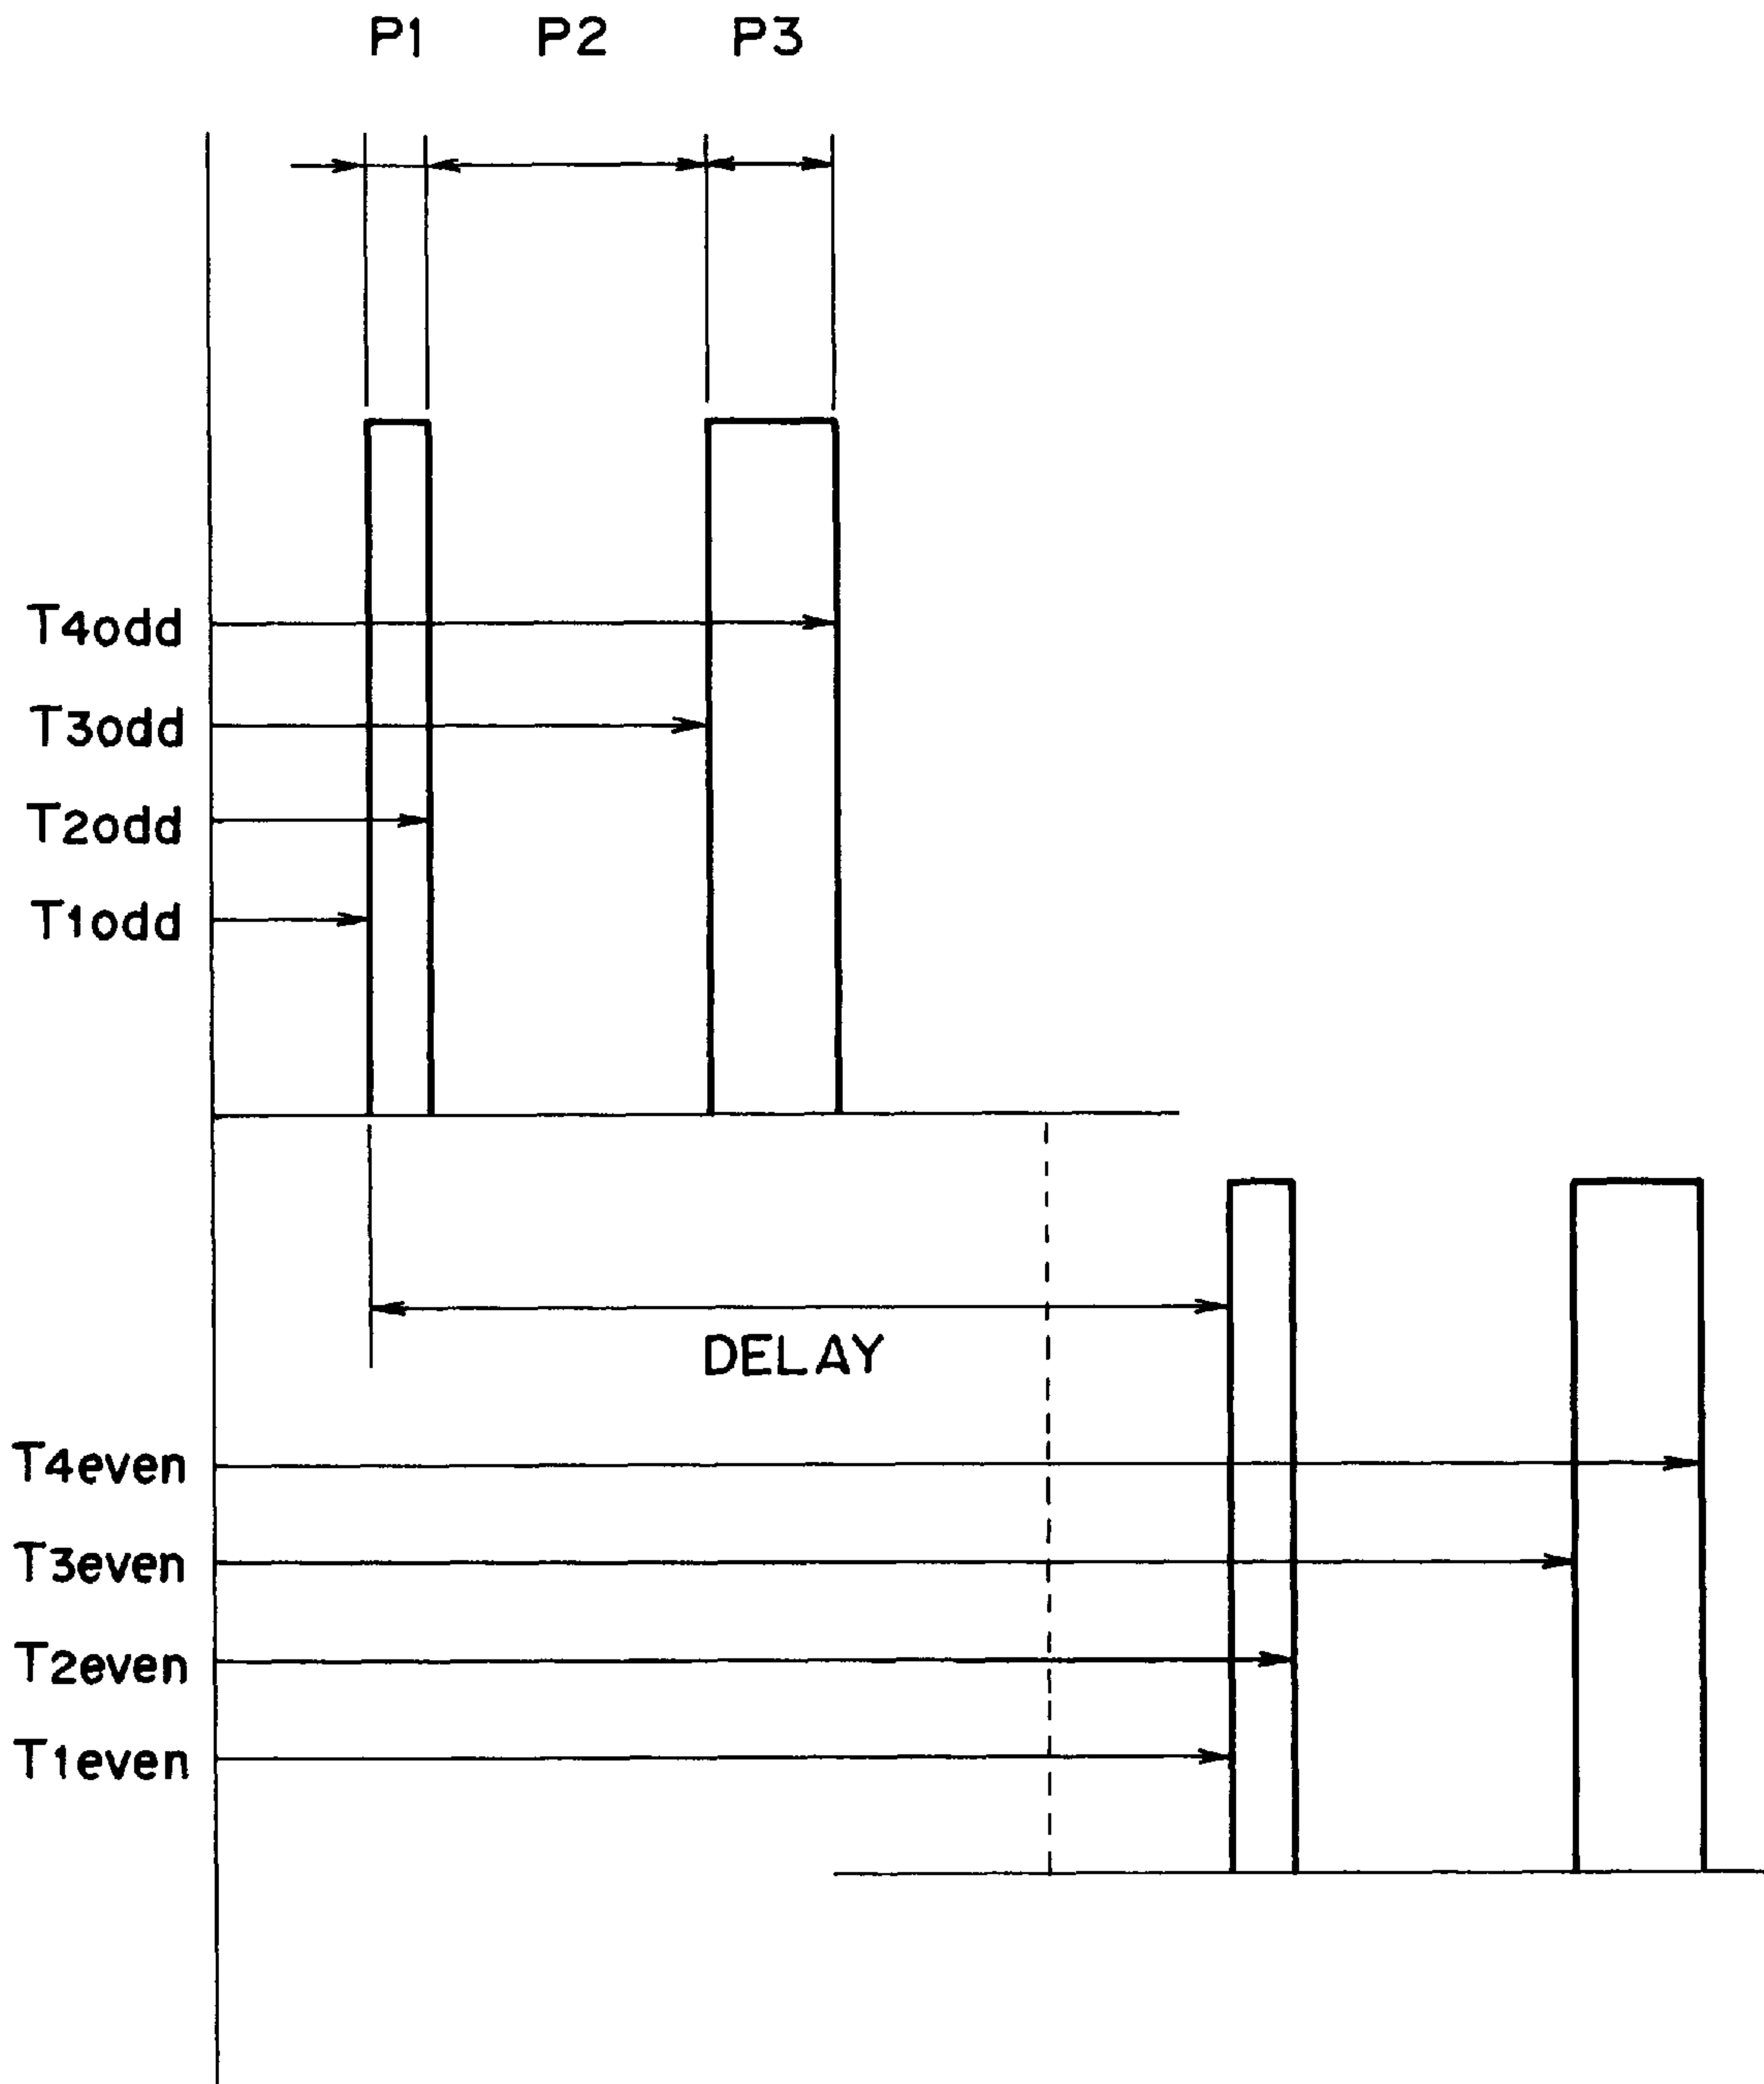 P1 P2 P3
T4odd
T3odd
T2odd
T1odd
DELAY
T4even
T3even
T2even
T1even